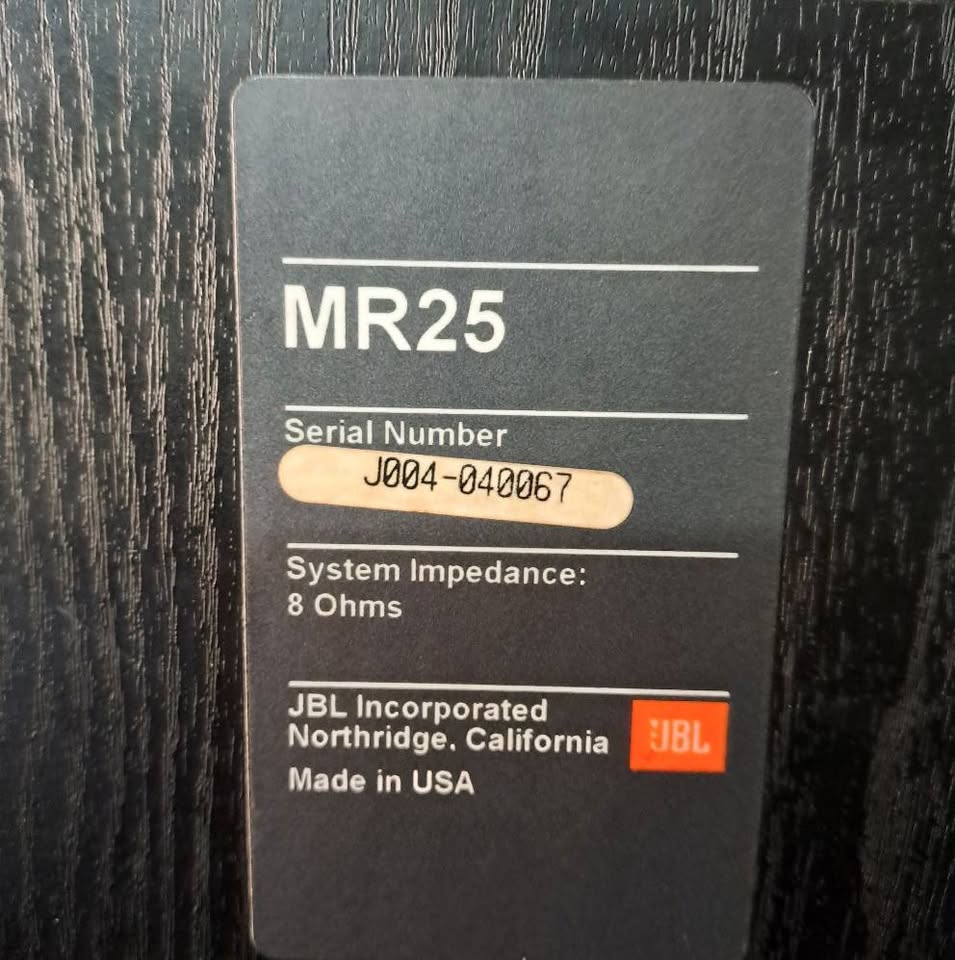 MR25
Serial Number
J004-040067
System Impedance:
8 Ohms
JBL Incorporated
Northridge, California
JBL
Made in USA